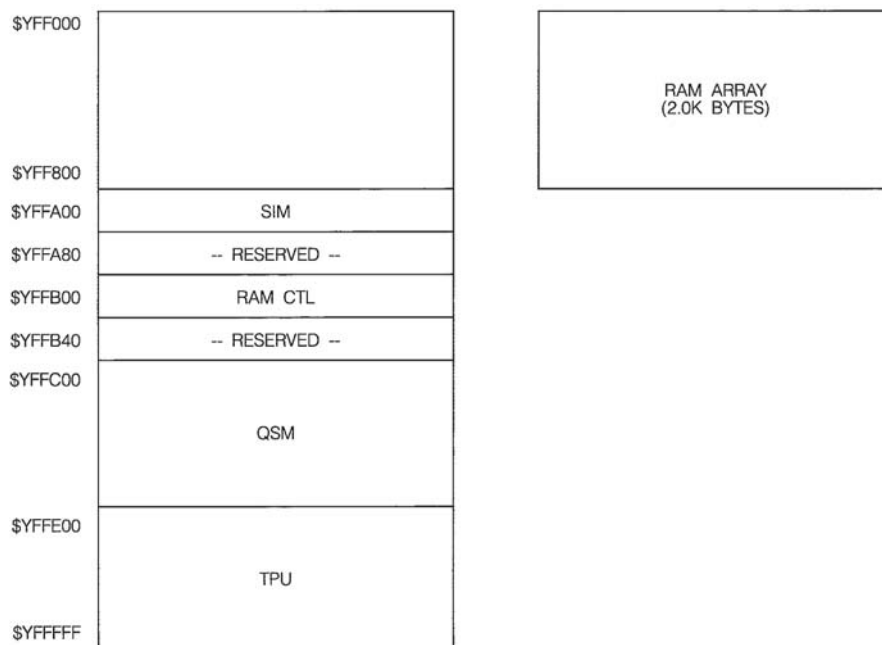 $YFF000
RAM ARRAY
(2.0K BYTES)
$YFF800
$YFFA00 SIM
$YFFA80 -- RESERVED --
$YFFB00 RAM CTL
$YFFB40 -- RESERVED --
$YFFC00
QSM
$YFFE00
TPU
$YFFFFF